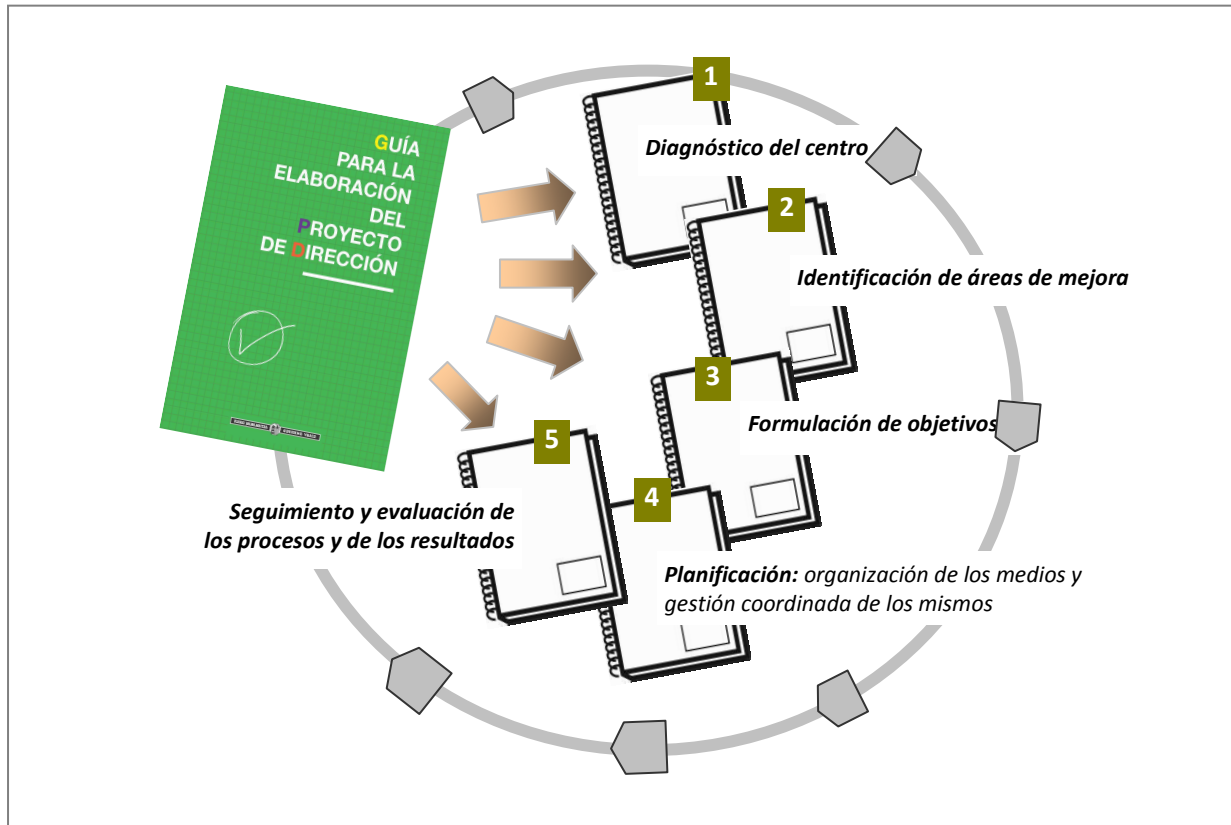 GUÍA
PARA LA
ELABORACIÓN
DEL
PROYECTO
DE DIRECCIÓN
1
Diagnóstico del centro
2
Identificación de áreas de mejora
3
Formulación de objetivos
4
Planificación: organización de los medios y
gestión coordinada de los mismos
5
Seguimiento y evaluación de
los procesos y de los resultados